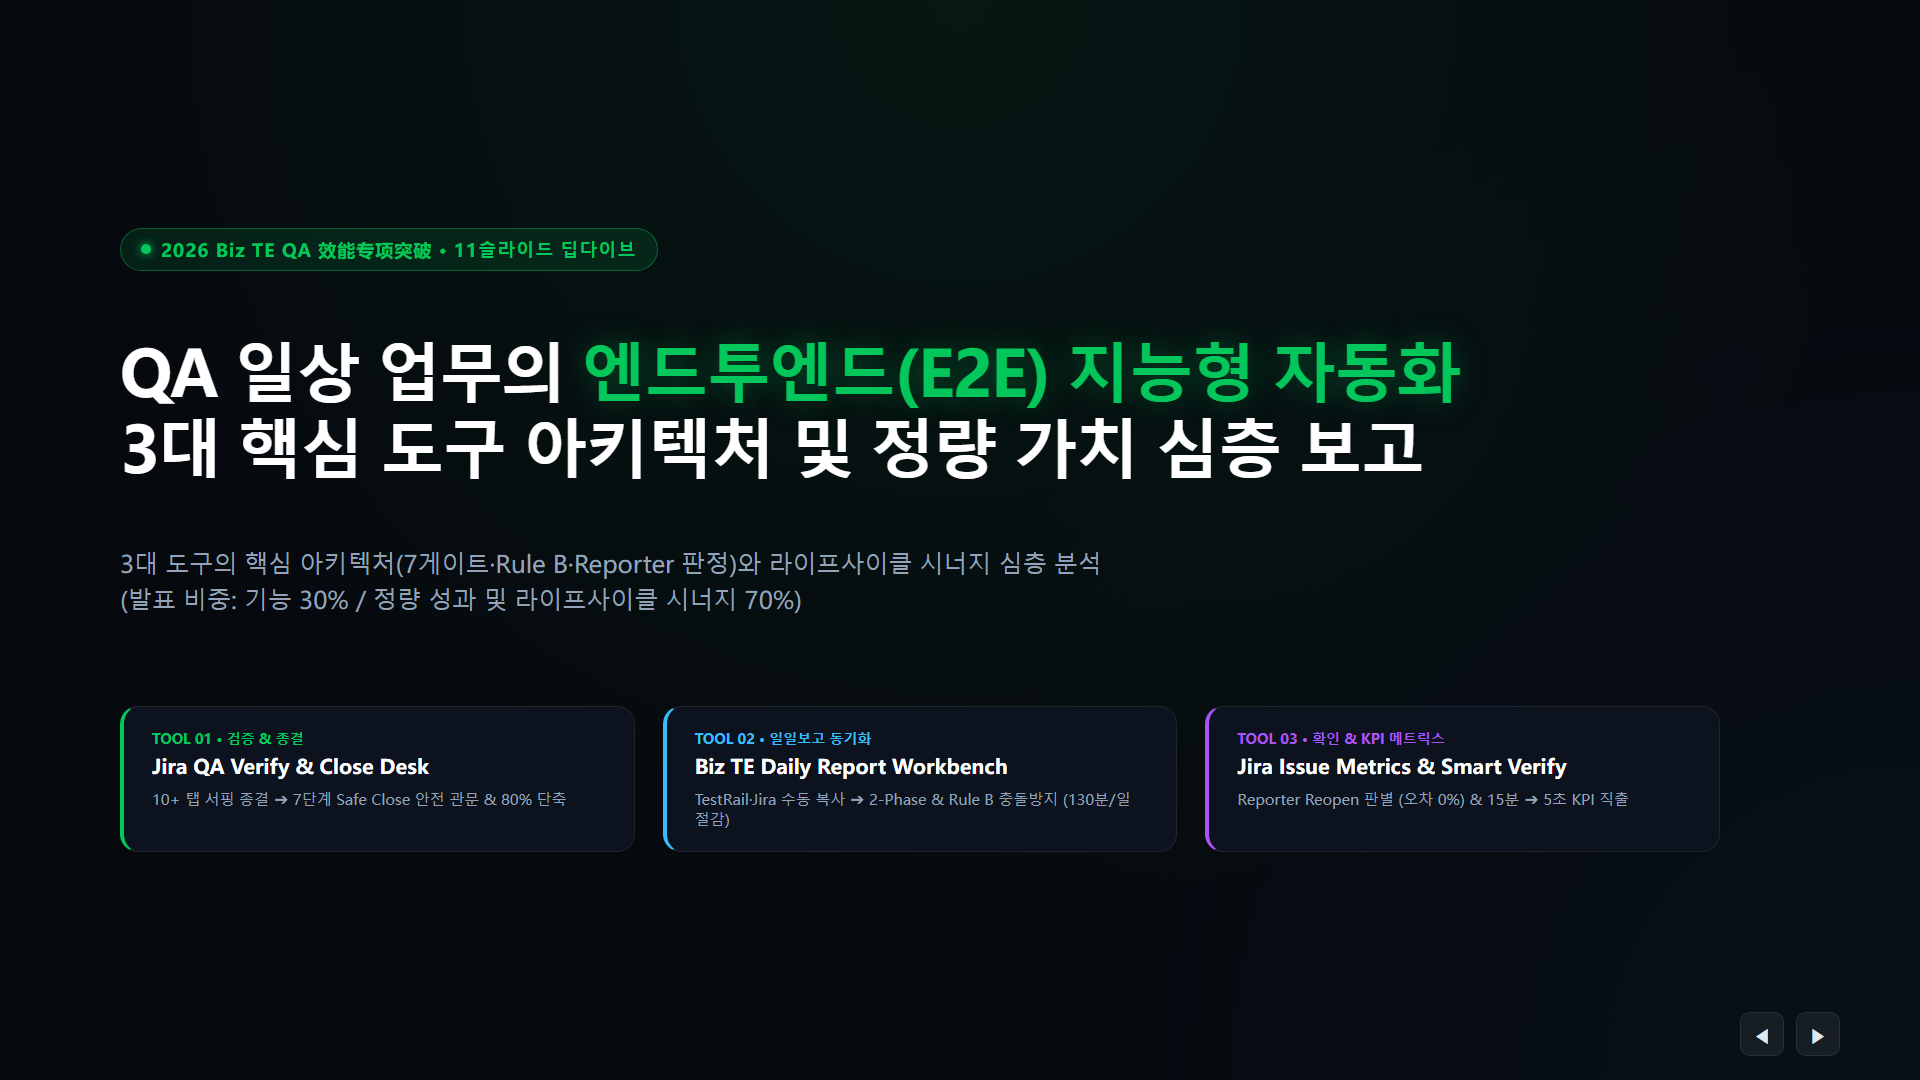 2026 Biz TE QA 效能专项突破 • 11슬라이드 딥다이브
QA 일상 업무의 엔드투엔드(E2E) 지능형 자동화
3대 핵심 도구 아키텍처 및 정량 가치 심층 보고
3대 도구의 핵심 아키텍처(7게이트·Rule B·Reporter 판정)와 라이프사이클 시너지 심층 분석
(발표 비중: 기능 30% / 정량 성과 및 라이프사이클 시너지 70%)
TOOL 01 • 검증 & 종결
Jira QA Verify & Close Desk
10+ 탭 서핑 종결 ➔ 7단계 Safe Close 안전 관문 & 80% 단축
TOOL 02 • 일일보고 동기화
Biz TE Daily Report Workbench
TestRail·Jira 수동 복사 ➔ 2-Phase & Rule B 충돌방지 (130분/일
절감)
TOOL 03 • 확인 & KPI 메트릭스
Jira Issue Metrics & Smart Verify
Reporter Reopen 판별 (오차 0%) & 15분 ➔ 5초 KPI 직출